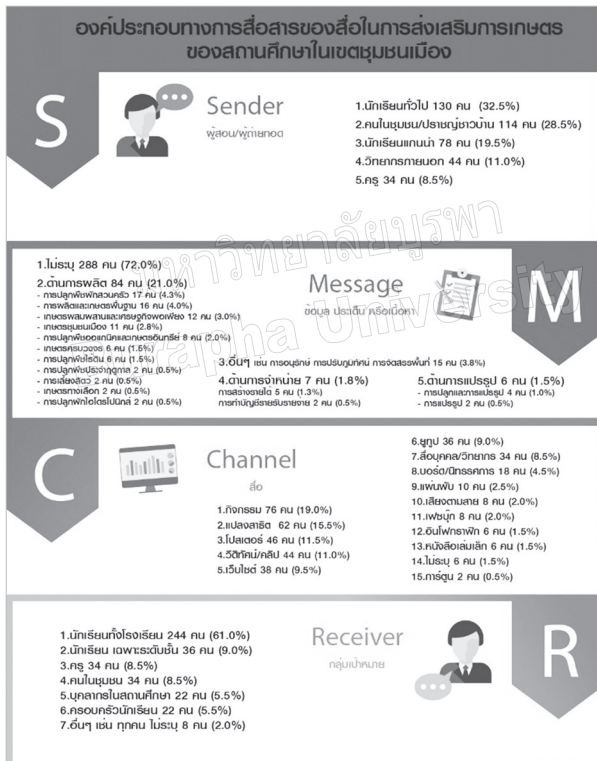 องค์ประกอบทางการสื่อสารของสื่อในการส่งเสริมการเกษตร
ของสถานศึกษาในเขตชุมชนเมือง
S
Sender
ผู้สอน/ผู้ถ่ายทอด
1.นักเรียนทั่วไป 130 คน (32.5%)
2.คนในชุมชน/ปราชญ์ชาวบ้าน 114 คน (28.5%)
3.นักเรียนแกนนำ 78 คน (19.5%)
4.วิทยากรภายนอก 44 คน (11.0%)
5.ครู 34 คน (8.5%)
มหาวิทยาลัยบูรพา
Burapha University
M
Message
ข้อมูล ประเด็น หรือเนื้อหา
1.ไม่ระบุ 288 คน (72.0%)
2.ด้านการผลิต 84 คน (21.0%)
- การปลูกพืชผักสวนครัว 17 คน (4.3%)
- การผลิตและเกษตรพื้นฐาน 16 คน (4.0%)
- เกษตรผสมผสานและเศรษฐกิจพอเพียง 12 คน (3.0%)
- เกษตรชุมชนเมือง 11 คน (2.8%)
- การปลูกพืชออแกนิคและเกษตรอินทรีย์ 8 คน (2.0%)
- เกษตรครบวงจร 6 คน (1.5%)
- การปลูกพืชไร้ดิน 6 คน (1.5%)
- การปลูกพืชประจำฤดูกาล 2 คน (0.5%)
- การเลี้ยงสัตว์ 2 คน (0.5%)
- เกษตรทางเลือก 2 คน (0.5%)
- การปลูกผักไฮโดรโปนิกส์ 2 คน (0.5%)
3.อื่นๆ เช่น การอนุรักษ์ การปรับภูมิทัศน์ การจัดสรรพื้นที่ 15 คน (3.8%)
4.ด้านการจำหน่าย 7 คน (1.8%)
การสร้างรายได้ 5 คน (1.3%)
การทำบัญชีรายรับรายจ่าย 2 คน (0.5%)
5.ด้านการแปรรูป 6 คน (1.5%)
- การปลูกและการแปรรูป 4 คน (1.0%)
- การแปรรูป 2 คน (0.5%)
C
Channel
สื่อ
1.กิจกรรม 76 คน (19.0%)
2.แปลงสาธิต 62 คน (15.5%)
3.โปสเตอร์ 46 คน (11.5%)
4.วีดิทัศน์/คลิป 44 คน (11.0%)
5.เว็บไซต์ 38 คน (9.5%)
6.ยูทูป 36 คน (9.0%)
7.สื่อบุคคล/วิทยากร 34 คน (8.5%)
8.บอร์ด/นิทรรศการ 18 คน (4.5%)
9.แผ่นพับ 10 คน (2.5%)
10.เสียงตามสาย 8 คน (2.0%)
11.เฟซบุ๊ก 8 คน (2.0%)
12.อินโฟกราฟิก 6 คน (1.5%)
13.หนังสือเล่มเล็ก 6 คน (1.5%)
14.ไม่ระบุ 6 คน (1.5%)
15.การ์ตูน 2 คน (0.5%)
R
Receiver
กลุ่มเป้าหมาย
1.นักเรียนทั้งโรงเรียน 244 คน (61.0%)
2.นักเรียน เฉพาะระดับชั้น 36 คน (9.0%)
3.ครู 34 คน (8.5%)
4.คนในชุมชน 34 คน (8.5%)
5.บุคลากรในสถานศึกษา 22 คน (5.5%)
6.ครอบครัวนักเรียน 22 คน (5.5%)
7.อื่นๆ เช่น ทุกคน ไม่ระบุ 8 คน (2.0%)